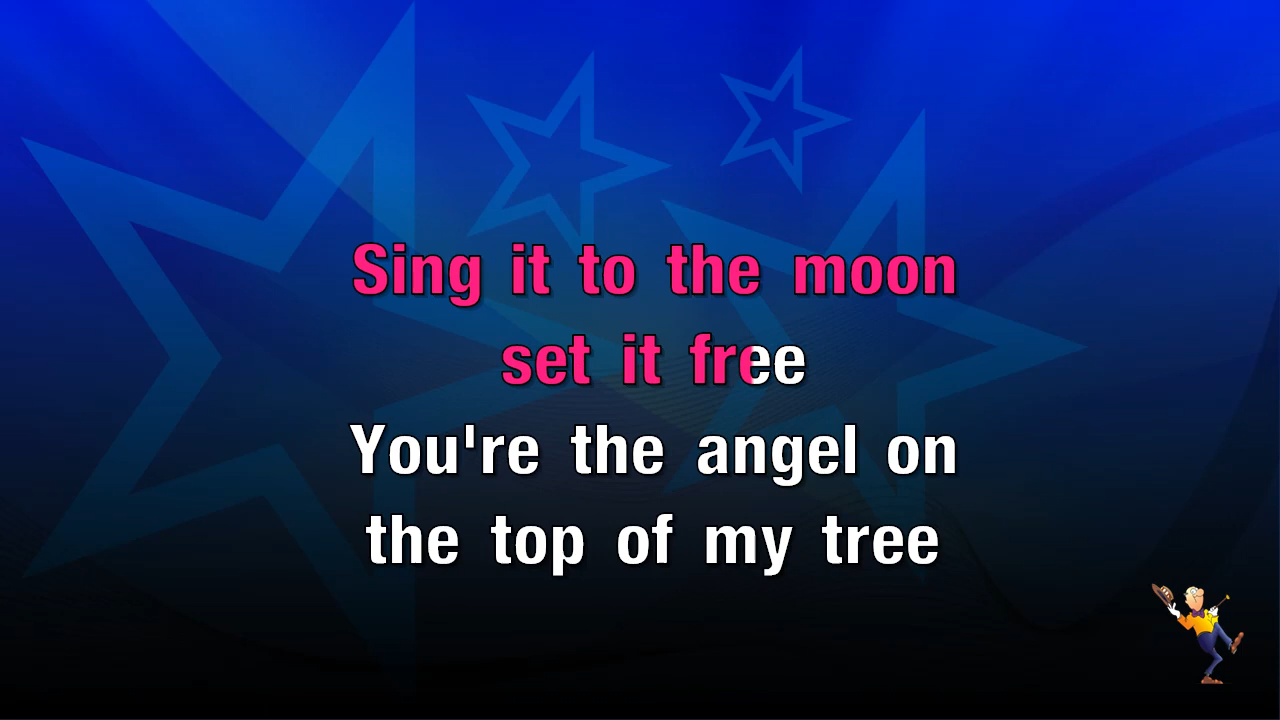 Sing it to the moon
set it free
You're the angel on
the top of my tree